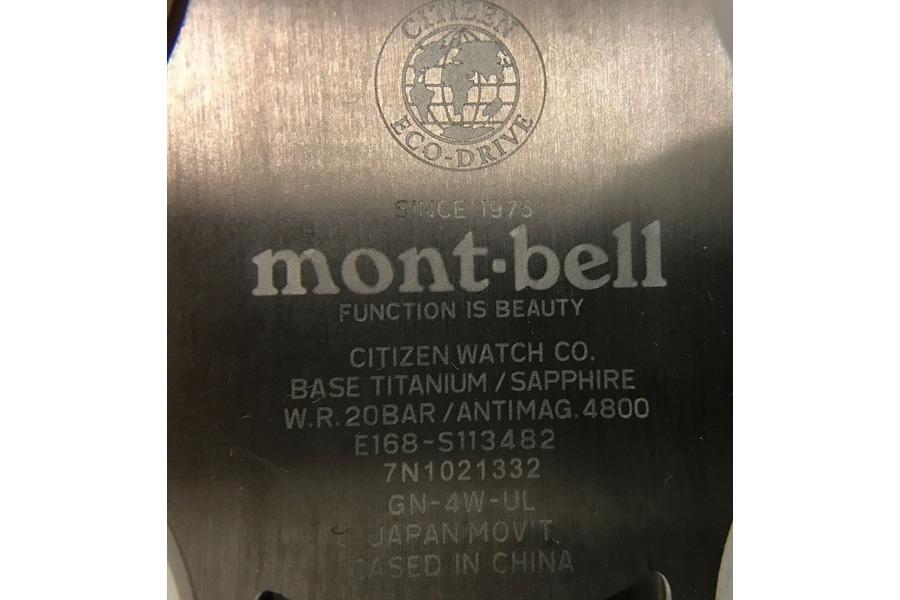 CITIZEN
ECO-DRIVE
SINCE 1975
mont·bell
FUNCTION IS BEAUTY
CITIZEN WATCH CO.
BASE TITANIUM / SAPPHIRE
W.R.20BAR /ANTIMAG.4800
E168-S113482
7N1021332
GN-4W-UL
JAPAN MOV'T
CASED IN CHINA